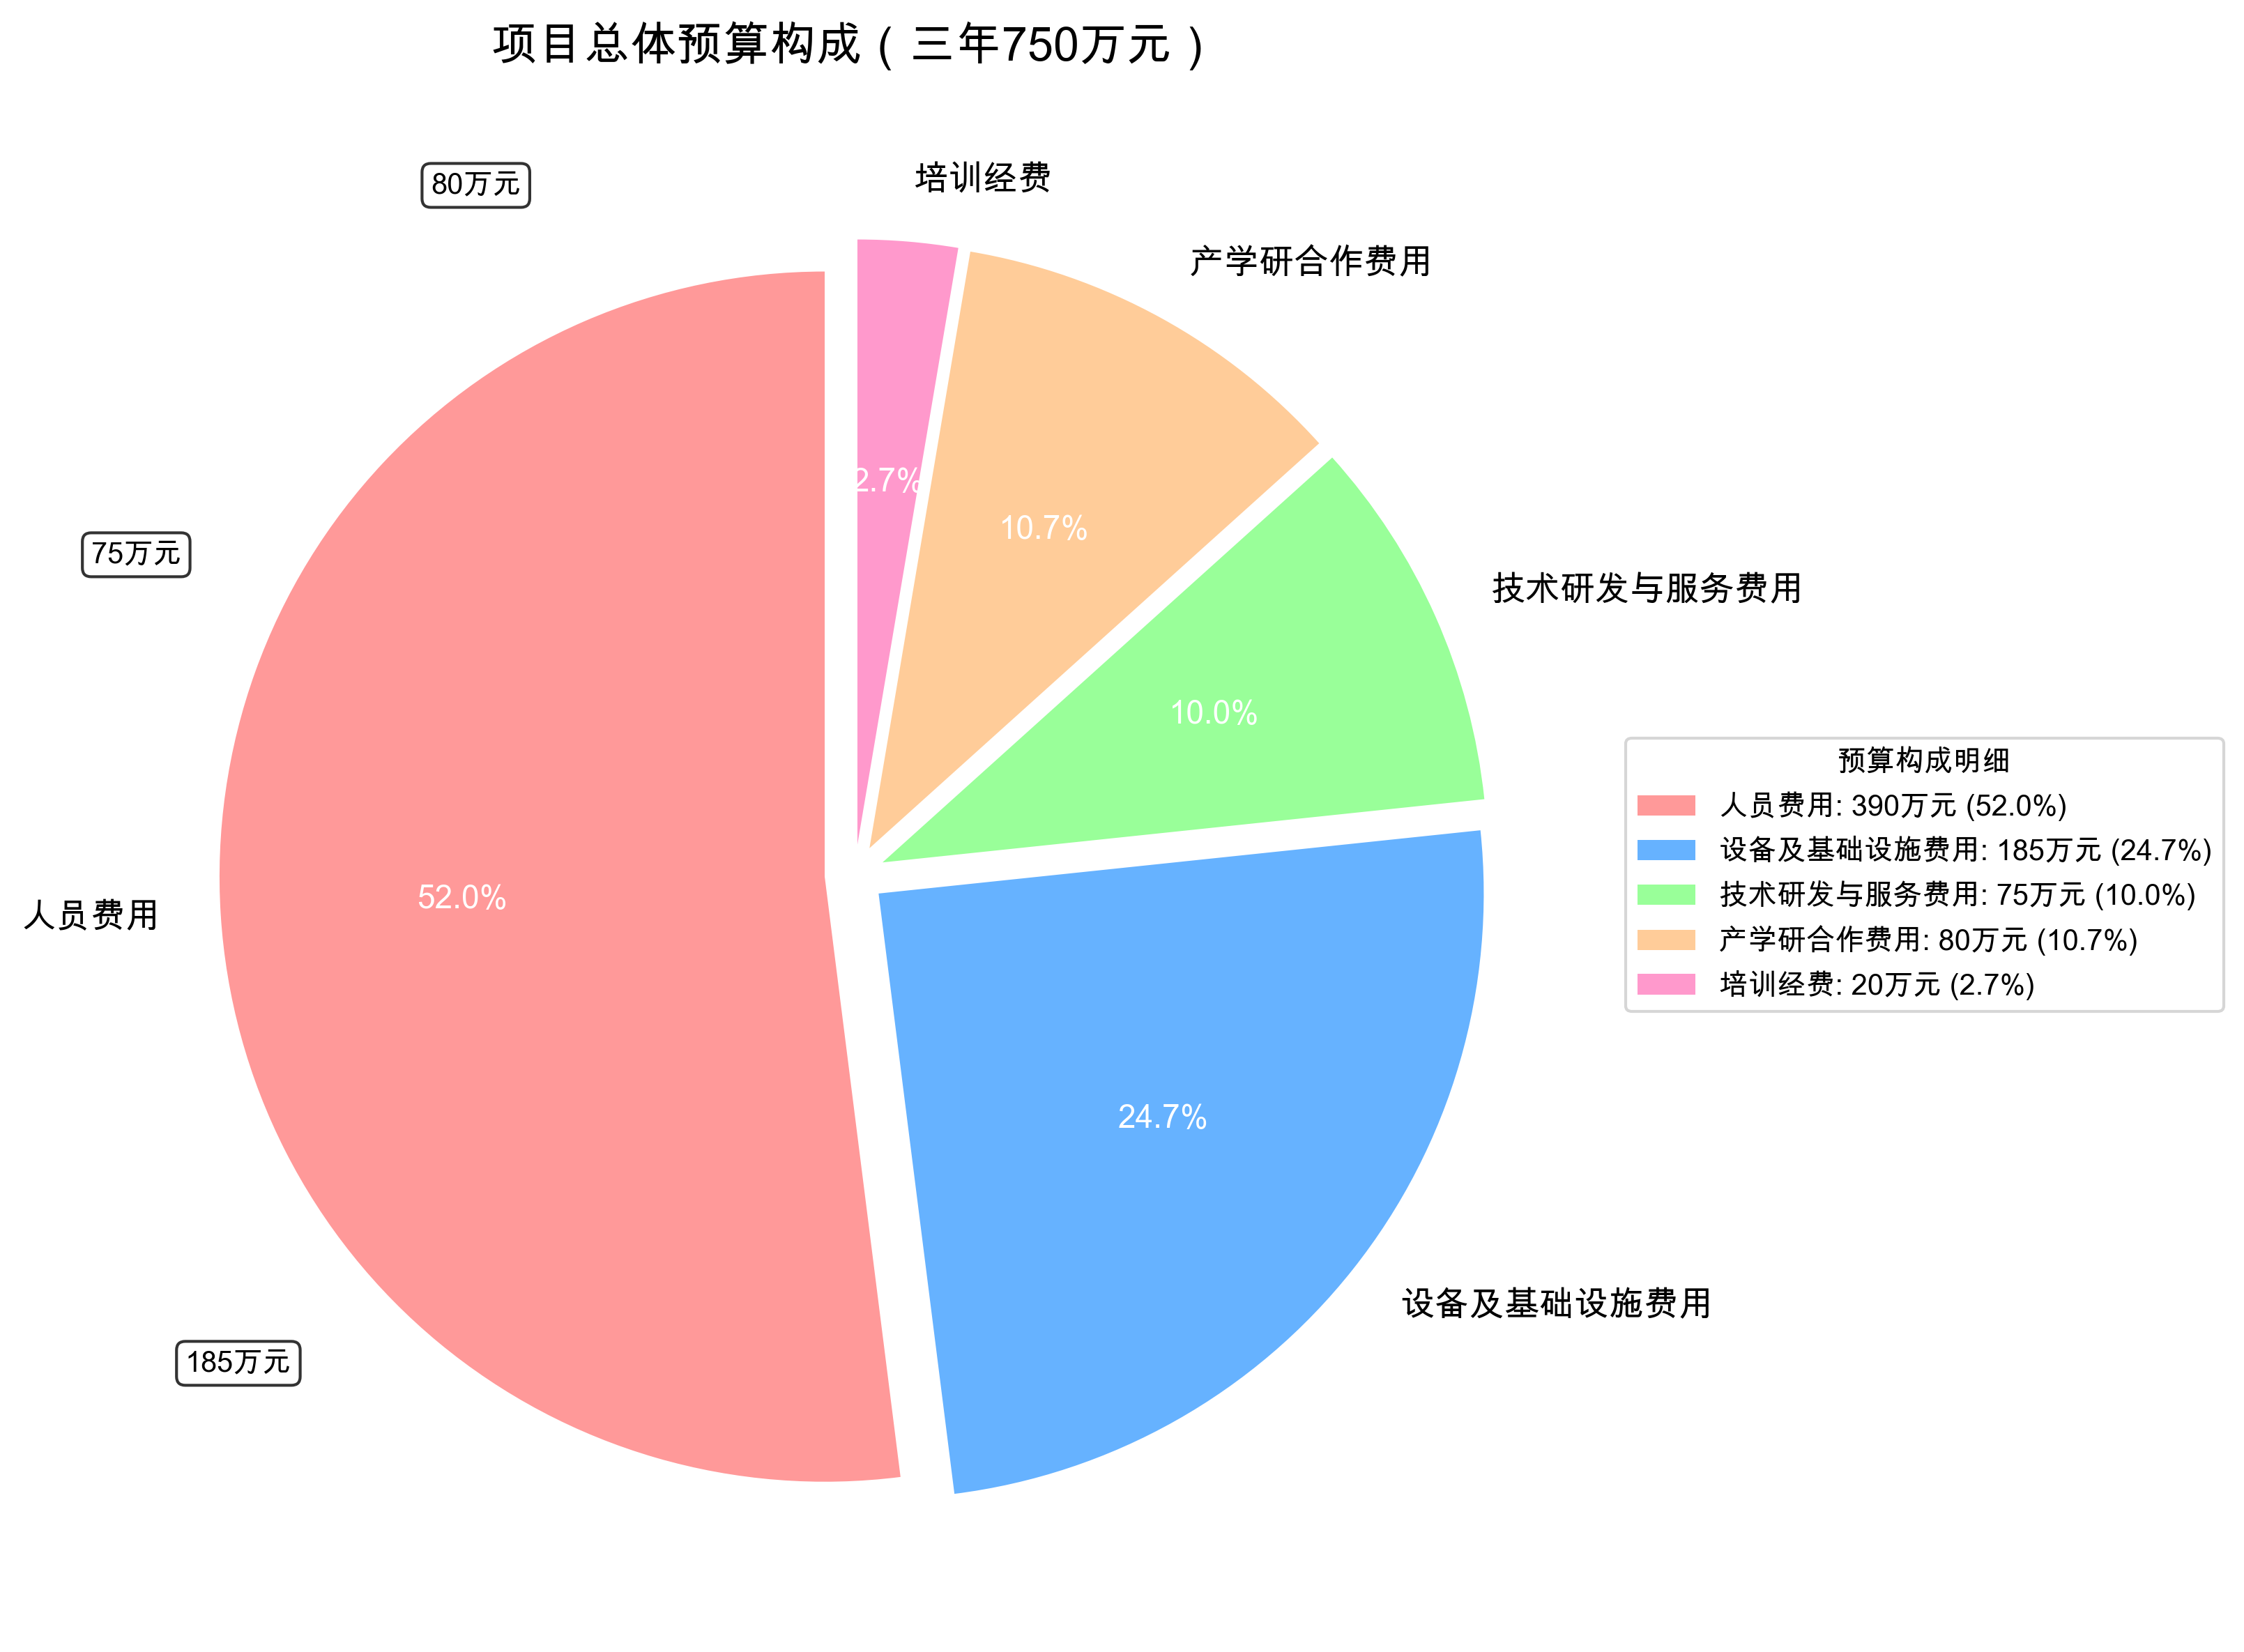 项目总体预算构成（三年750万元）
80万元
培训经费
产学研合作费用
2.7%
10.7%
75万元
技术研发与服务费用
10.0%
预算构成明细
人员费用: 390万元 (52.0%)
设备及基础设施费用: 185万元 (24.7%)
技术研发与服务费用: 75万元 (10.0%)
产学研合作费用: 80万元 (10.7%)
培训经费: 20万元 (2.7%)
人员费用
52.0%
24.7%
设备及基础设施费用
185万元